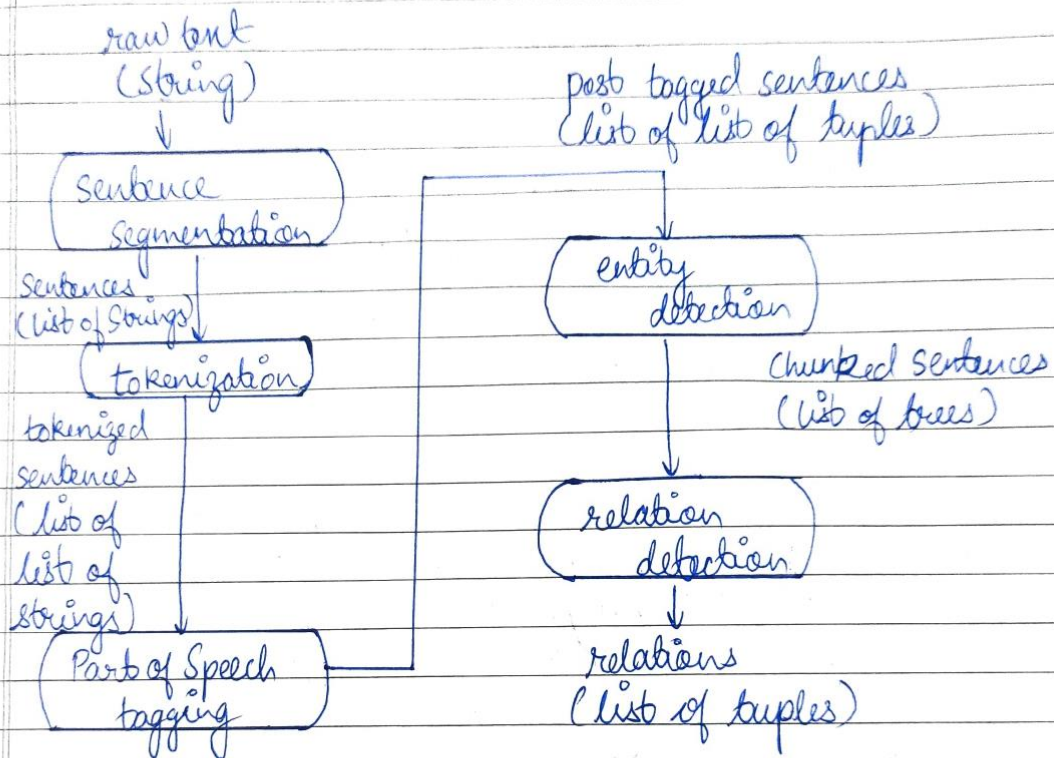 raw text
(string)
sentence
segmentation
sentences
(list of strings)
tokenization
tokenized
sentences
(list of
list of
strings)
Part of Speech
tagging
post tagged sentences
(list of list of tuples)
entity
detection
Chunked sentences
(list of trees)
relation
detection
relations
(list of tuples)